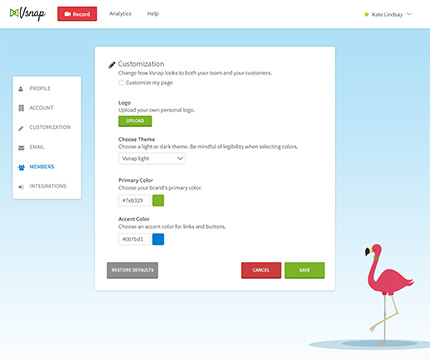 Vsnap
Record
Analytics
Help
Kate Lindsay
PROFILE
ACCOUNT
CUSTOMIZATION
EMAIL
MEMBERS
INTEGRATIONS
Customization
Change how Vsnap looks to both your team and your customers.
Customize my page
Logo
Upload your own personal logo.
UPLOAD
Choose Theme
Choose a light or dark theme. Be mindful of legibility when selecting colors.
Vsnap light
Primary Color
Choose your brand's primary color.
#7eb329
Accent Color
Choose an accent color for links and buttons.
#007bd1
RESTORE DEFAULTS
CANCEL
SAVE